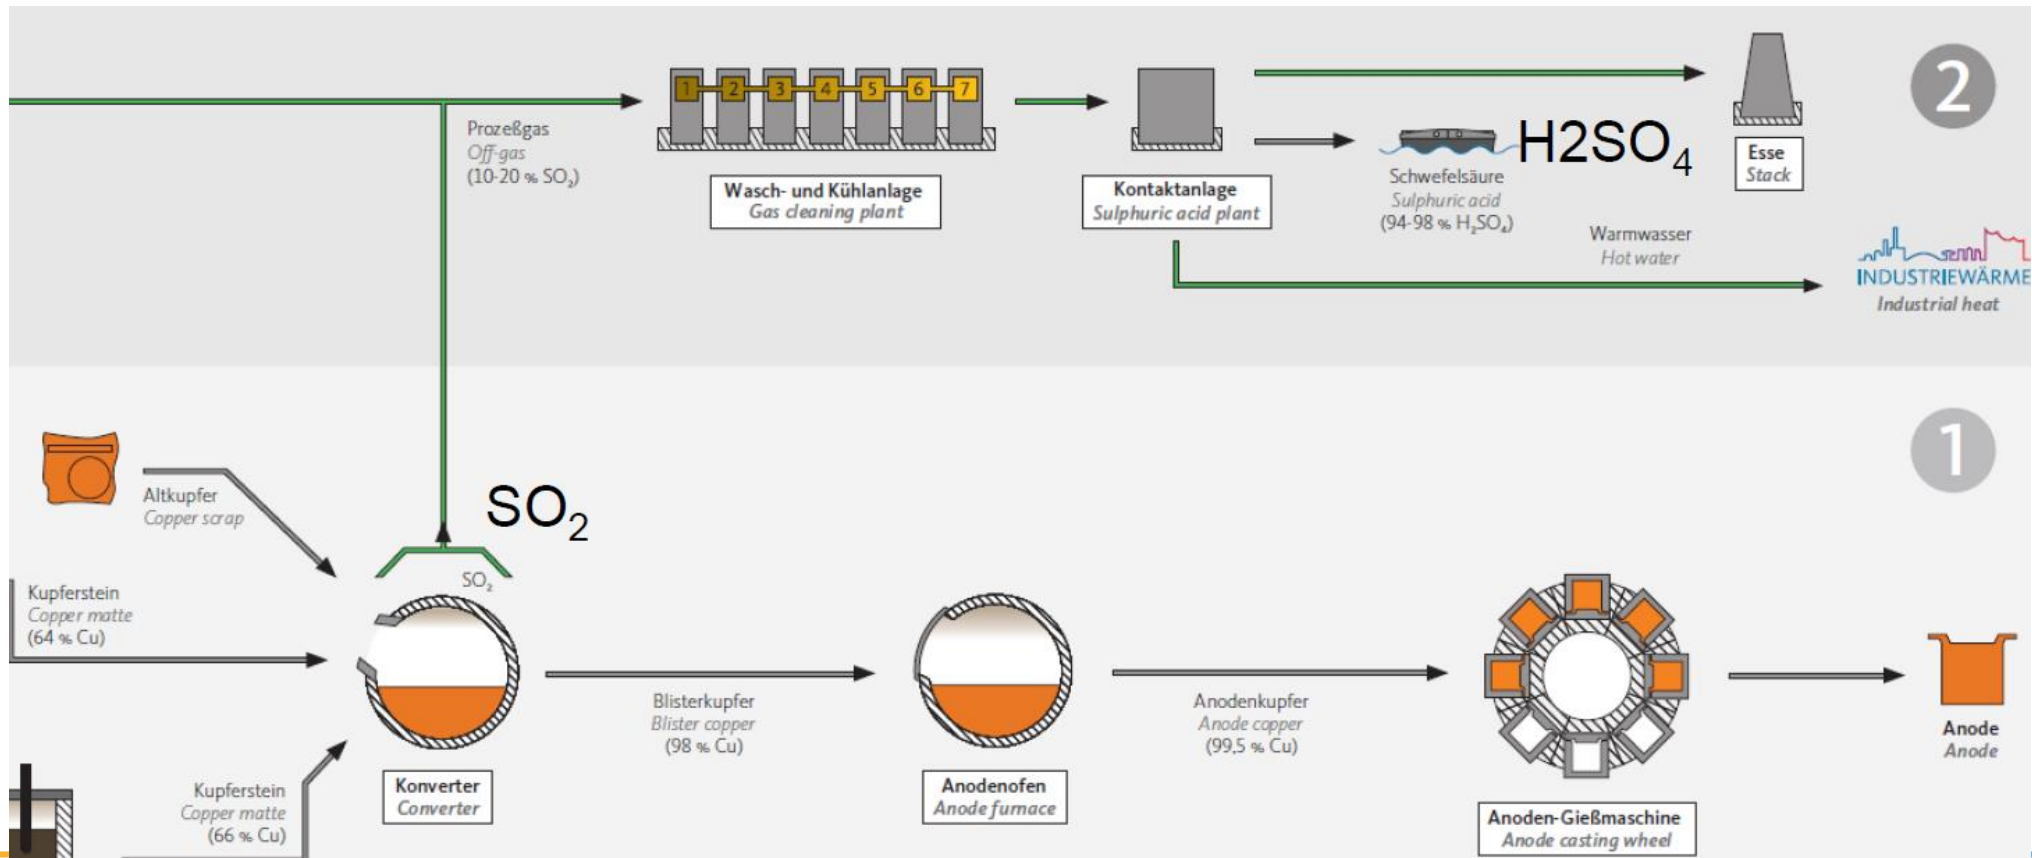 1 2 3 4 5 6 7
Prozeßgas
Off-gas
(10-20 % SO₂)
Wasch- und Kühlanlage
Gas cleaning plant
Kontaktanlage
Sulphuric acid plant
H2SO₄
Schwefelsäure
Sulphuric acid
(94-98 % H₂SO₄)
Esse
Stack
2
Warmwasser
Hot water
INDUSTRIEWÄRME
Industrial heat
1
Altkupfer
Copper scrap
SO₂
SO₂
Kupferstein
Copper matte
(64 % Cu)
Blisterkupfer
Blister copper
(98 % Cu)
Anodenkupfer
Anode copper
(99,5 % Cu)
Anode
Anode
Kupferstein
Copper matte
(66 % Cu)
Konverter
Converter
Anodenofen
Anode furnace
Anoden-Gießmaschine
Anode casting wheel